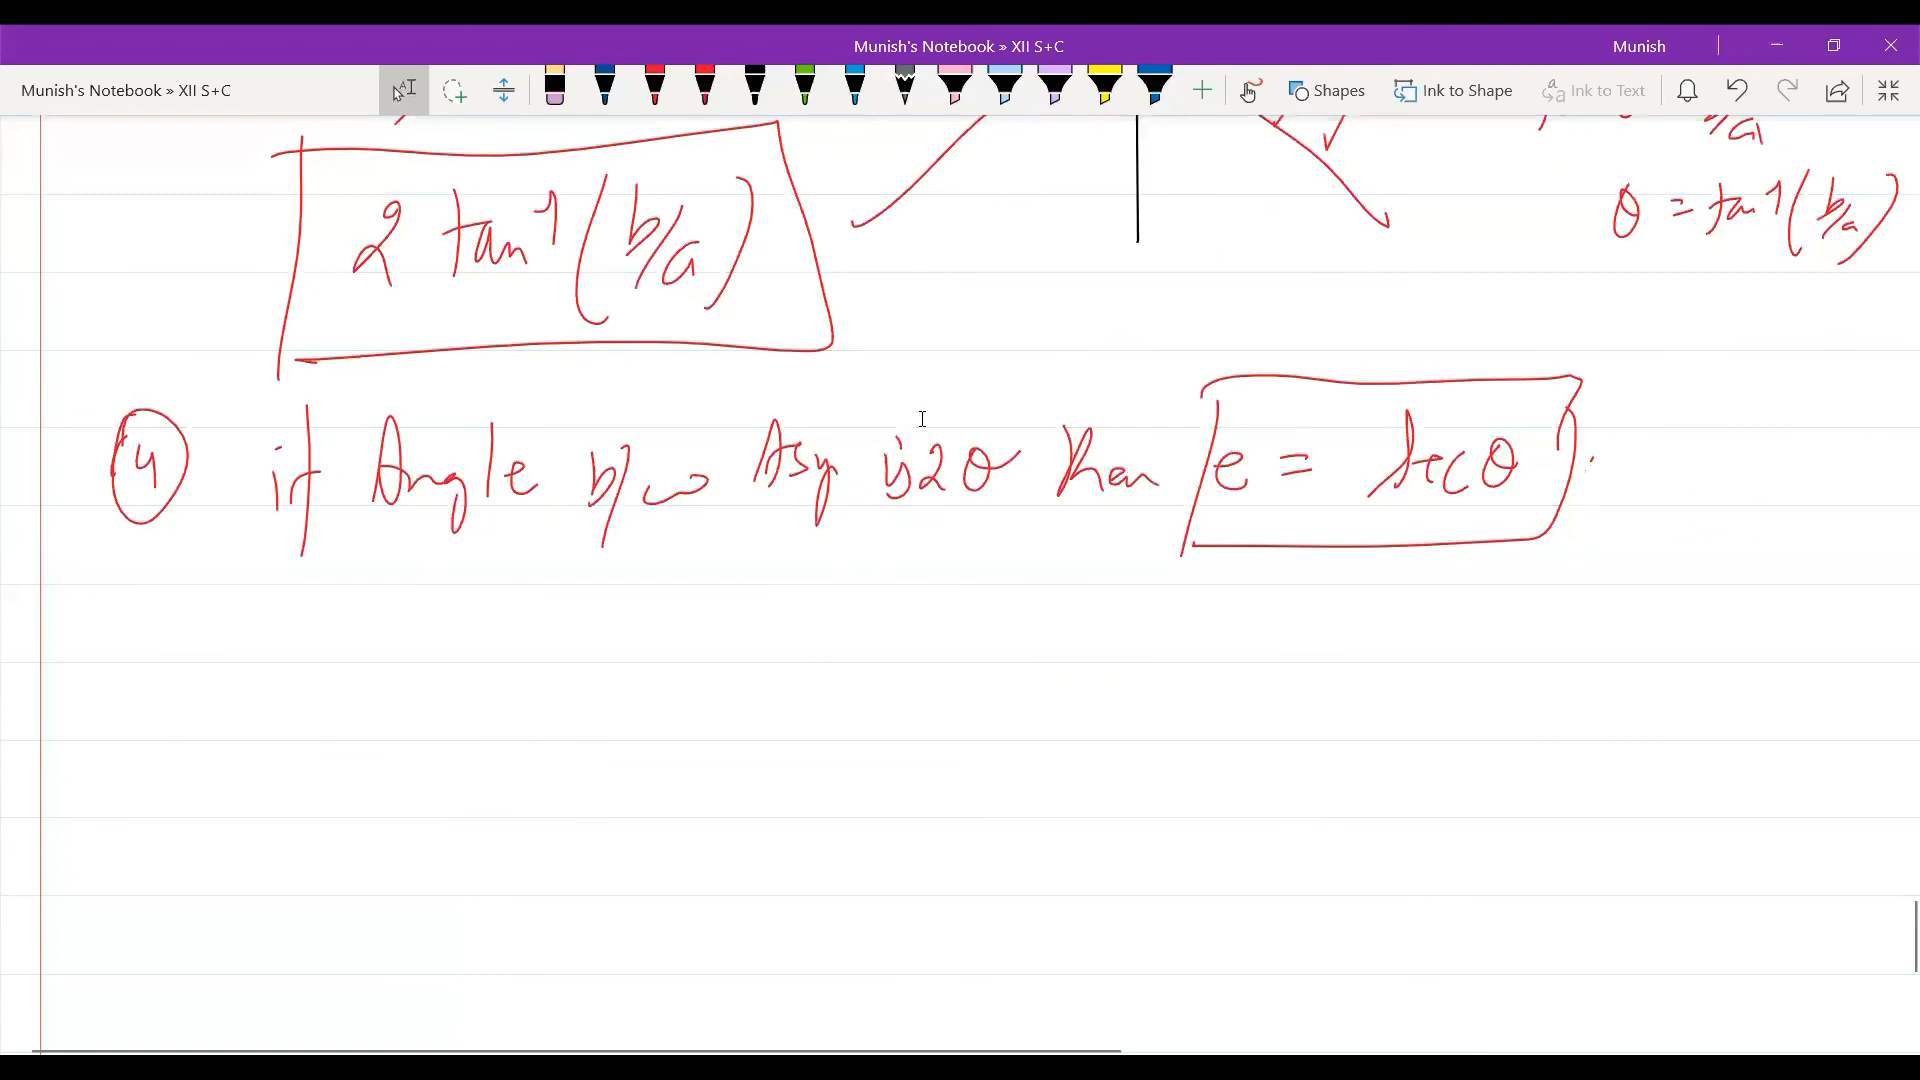 Munish's Notebook » XII S+C
Munish
Munish's Notebook » XII S+C
Shapes
Ink to Shape
Ink to Text
b/a
2 tan⁻¹(b/a)
θ = tan⁻¹(b/a)
④ if Angle b/w Asy is 2θ then e = secθ